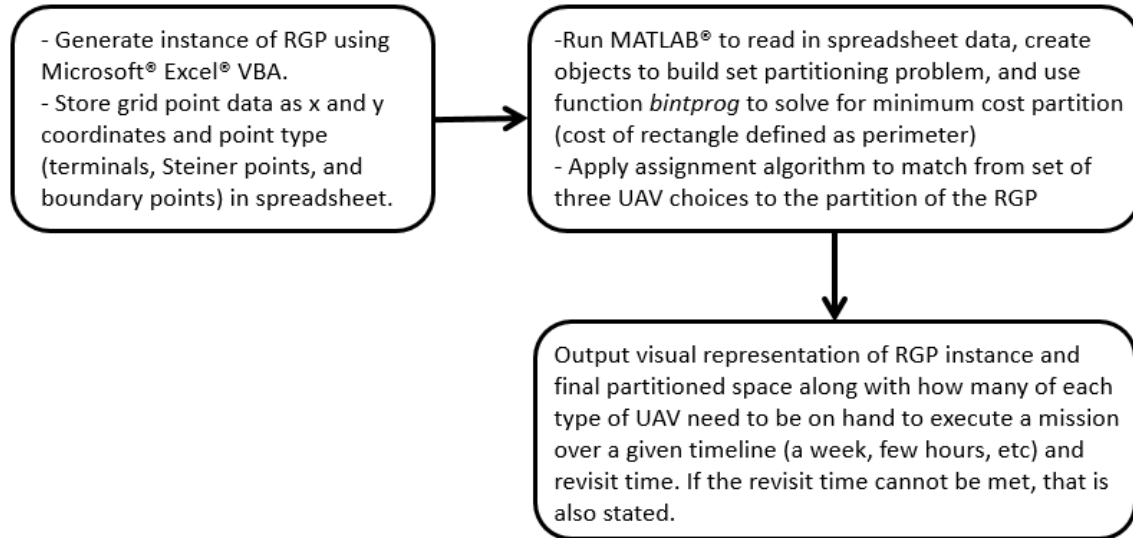 - Generate instance of RGP using
Microsoft® Excel® VBA.
- Store grid point data as x and y
coordinates and point type
(terminals, Steiner points, and
boundary points) in spreadsheet.
-Run MATLAB® to read in spreadsheet data, create
objects to build set partitioning problem, and use
function bintprog to solve for minimum cost partition
(cost of rectangle defined as perimeter)
- Apply assignment algorithm to match from set of
three UAV choices to the partition of the RGP
Output visual representation of RGP instance and
final partitioned space along with how many of each
type of UAV need to be on hand to execute a mission
over a given timeline (a week, few hours, etc) and
revisit time. If the revisit time cannot be met, that is
also stated.